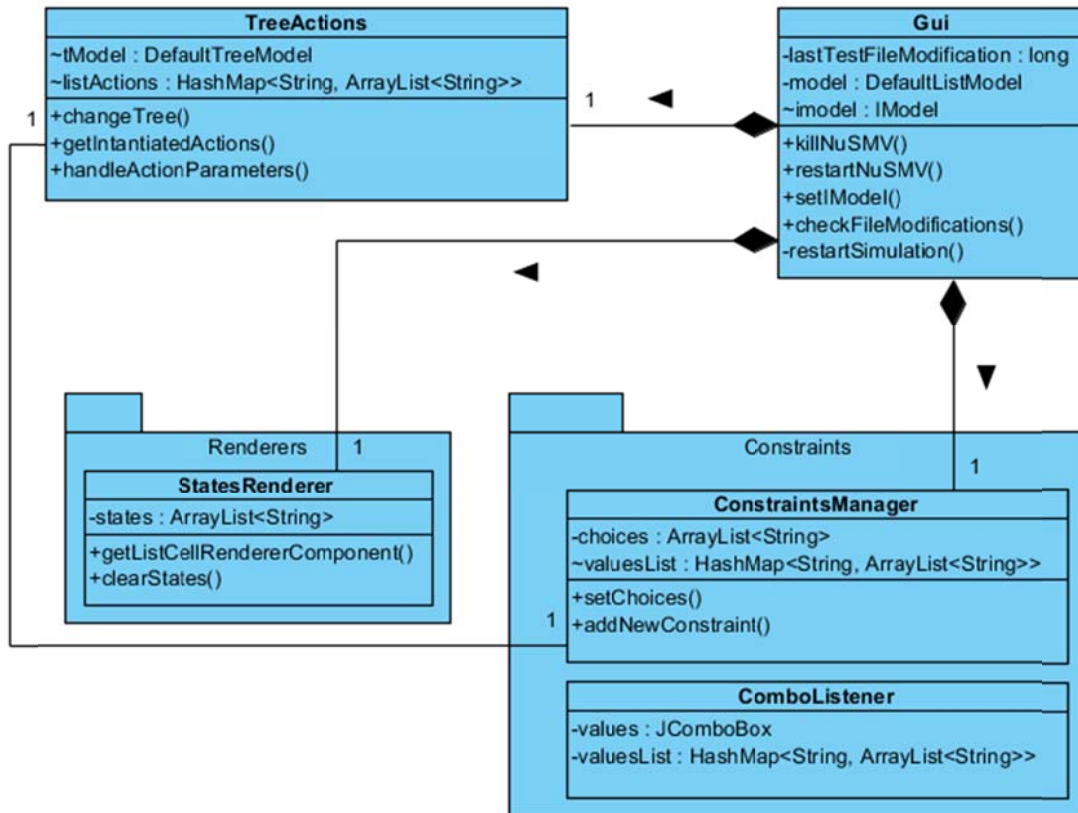 TreeActions
~tModel : DefaultTreeModel
~listActions : HashMap<String, ArrayList<String>>
+changeTree()
+getIntantiatedActions()
+handleActionParameters()
1
1
Gui
-lastTestFileModification : long
-model : DefaultListModel
~imodel : IModel
+killNuSMV()
+restartNuSMV()
+setIModel()
+checkFileModifications()
-restartSimulation()
Renderers
1
StatesRenderer
-states : ArrayList<String>
+getListCellRendererComponent()
+clearStates()
Constraints
1
ConstraintsManager
-choices : ArrayList<String>
~valuesList : HashMap<String, ArrayList<String>>
+setChoices()
+addNewConstraint()
1
ComboListener
-values : JComboBox
-valuesList : HashMap<String, ArrayList<String>>